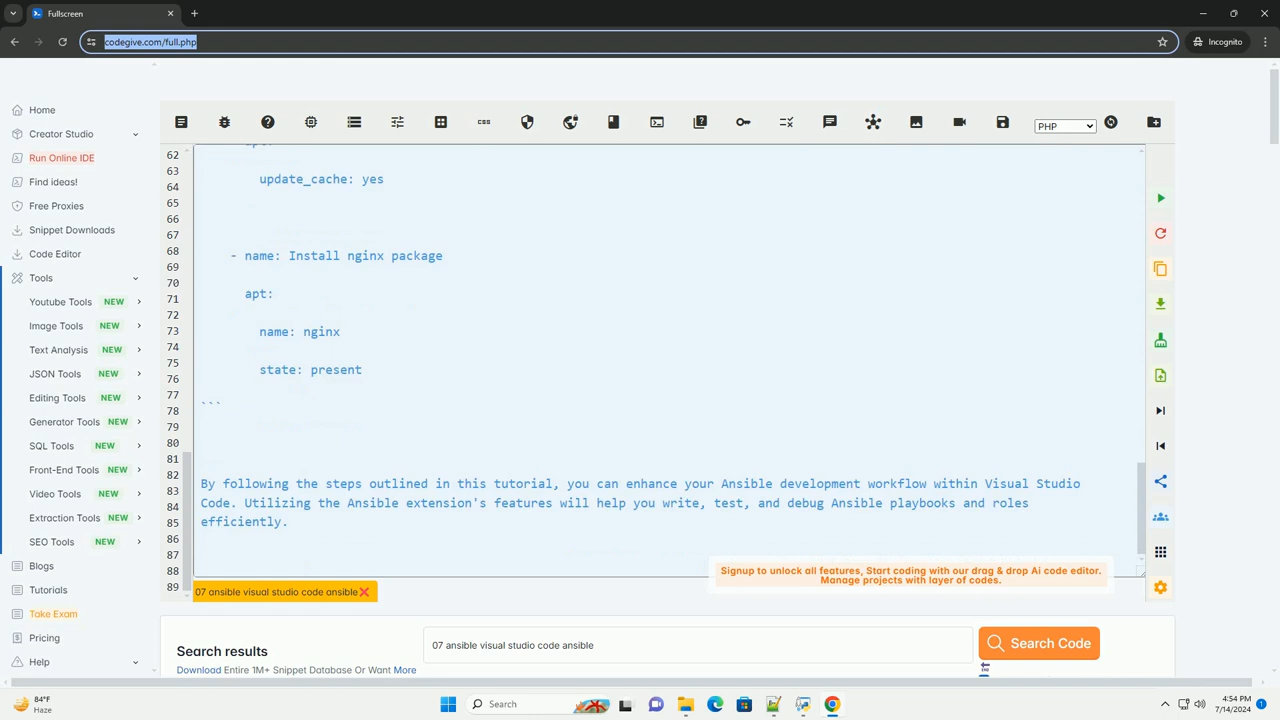 Fullscreen
codegive.com/full.php
Incognito
Home
Creator Studio
Run Online IDE
Find ideas!
Free Proxies
Snippet Downloads
Code Editor
Tools
Youtube Tools NEW
Image Tools NEW
Text Analysis NEW
JSON Tools NEW
Editing Tools NEW
Generator Tools NEW
SQL Tools NEW
Front-End Tools NEW
Video Tools NEW
Extraction Tools NEW
SEO Tools NEW
Blogs
Tutorials
Take Exam
Pricing
Help
css
PHP
62
63
64
65
66
67
68
69
70
71
72
73
74
75
76
77
78
79
80
81
82
83
84
85
86
87
88
89
update_cache: yes
- name: Install nginx package
apt:
name: nginx
state: present
```
By following the steps outlined in this tutorial, you can enhance your Ansible development workflow within Visual Studio
Code. Utilizing the Ansible extension's features will help you write, test, and debug Ansible playbooks and roles
efficiently.
Signup to unlock all features, Start coding with our drag & drop Ai code editor.
Manage projects with layer of codes.
07 ansible visual studio code ansible
Search results
07 ansible visual studio code ansible
Search Code
Download Entire 1M+ Snippet Database Or Want More
84°F
Haze
Search
4:54 PM
7/14/2024